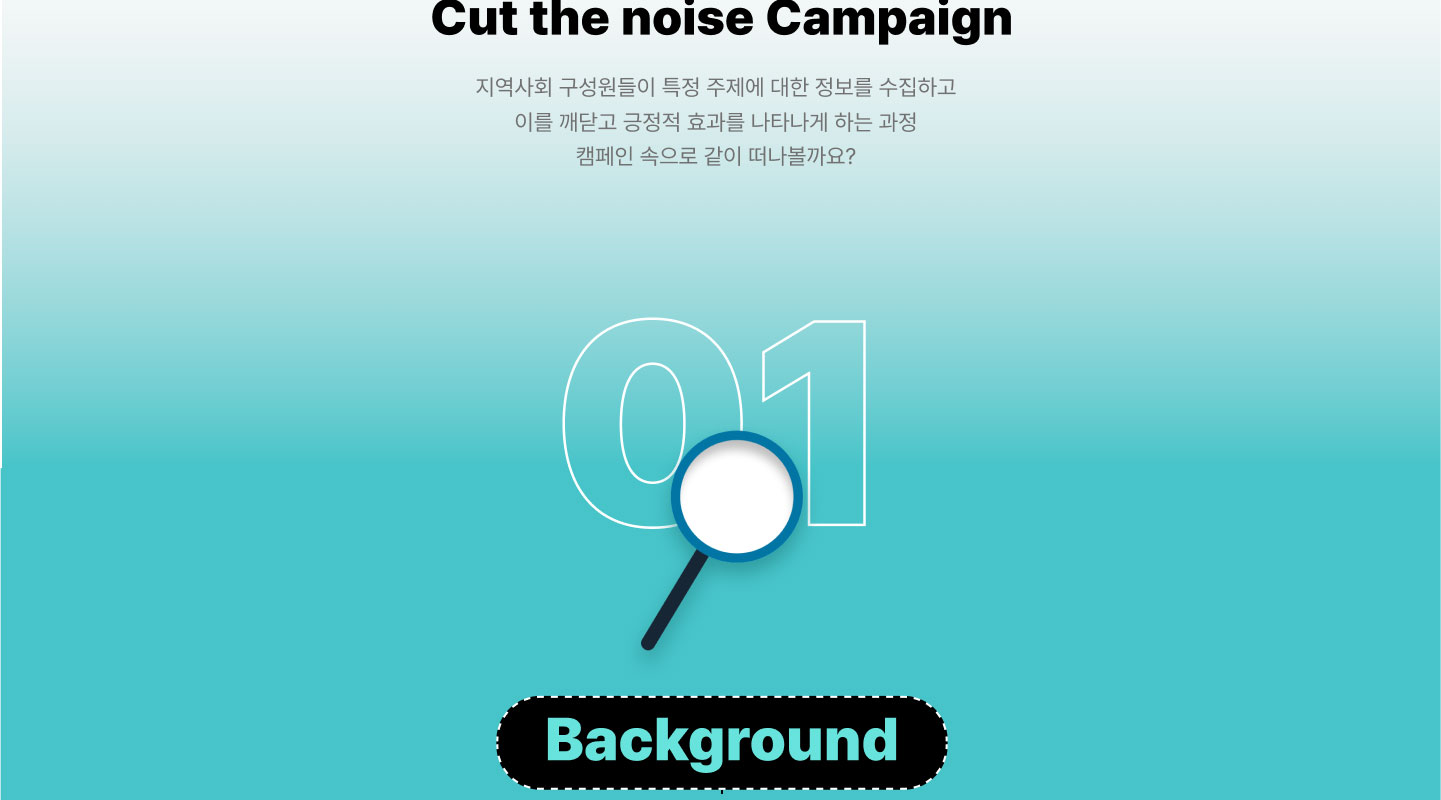 Cut the noise Campaign
지역사회 구성원들이 특정 주제에 대한 정보를 수집하고
이를 깨닫고 긍정적 효과를 나타나게 하는 과정
캠페인 속으로 같이 떠나볼까요?
01
Background